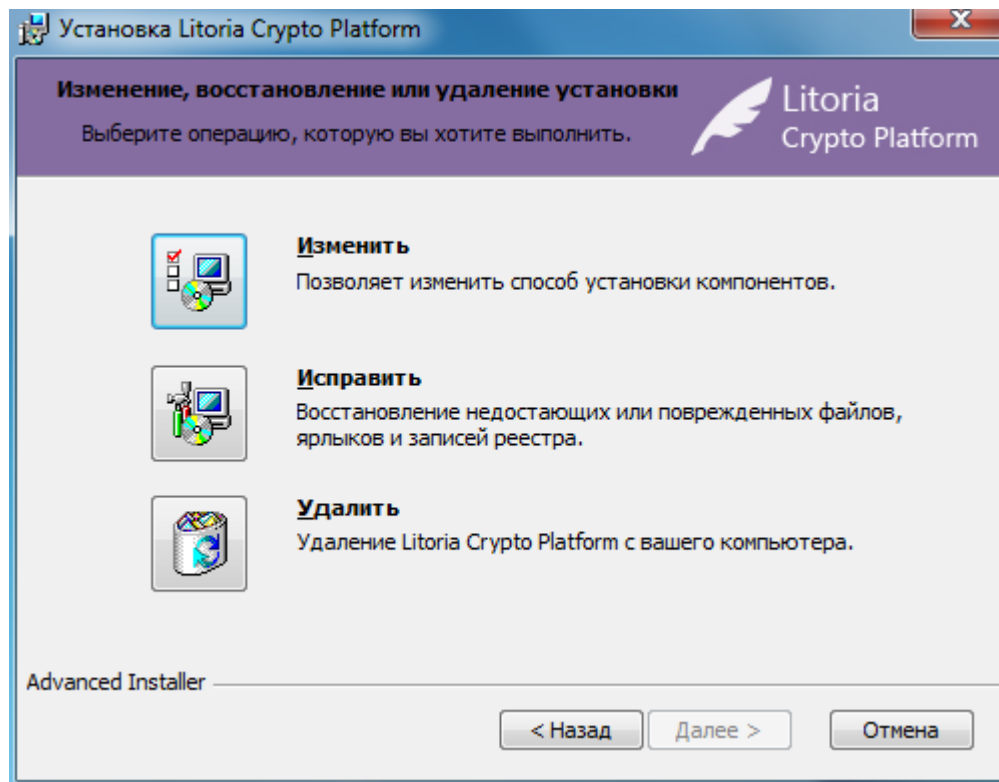 Установка Litoria Crypto Platform
Изменение, восстановление или удаление установки
Выберите операцию, которую вы хотите выполнить.
Litoria
Crypto Platform
Изменить
Позволяет изменить способ установки компонентов.
Исправить
Восстановление недостающих или поврежденных файлов,
ярлыков и записей реестра.
Удалить
Удаление Litoria Crypto Platform с вашего компьютера.
Advanced Installer
< Назад
Далее >
Отмена